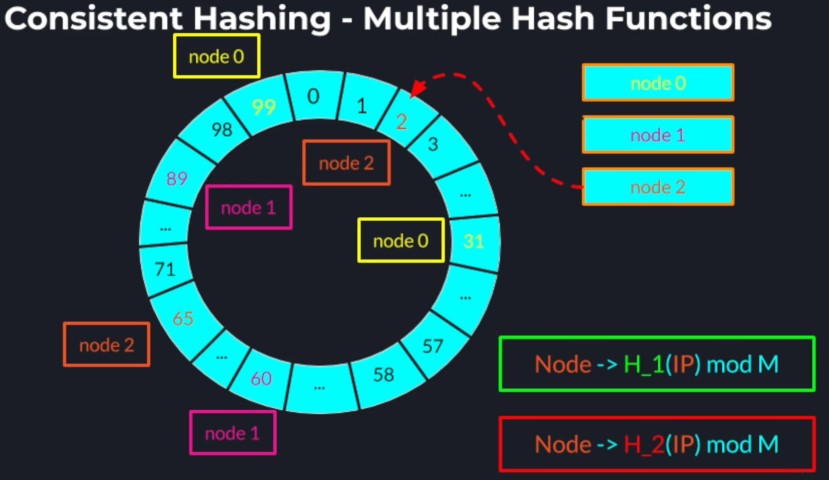 Consistent Hashing - Multiple Hash Functions
node 0
99
0
1
2
3
...
31
...
57
58
...
60
...
65
71
...
89
98
node 2
node 1
node 0
node 2
node 1
node 0
node 1
node 2
Node -> H_1(IP) mod M
Node -> H_2(IP) mod M